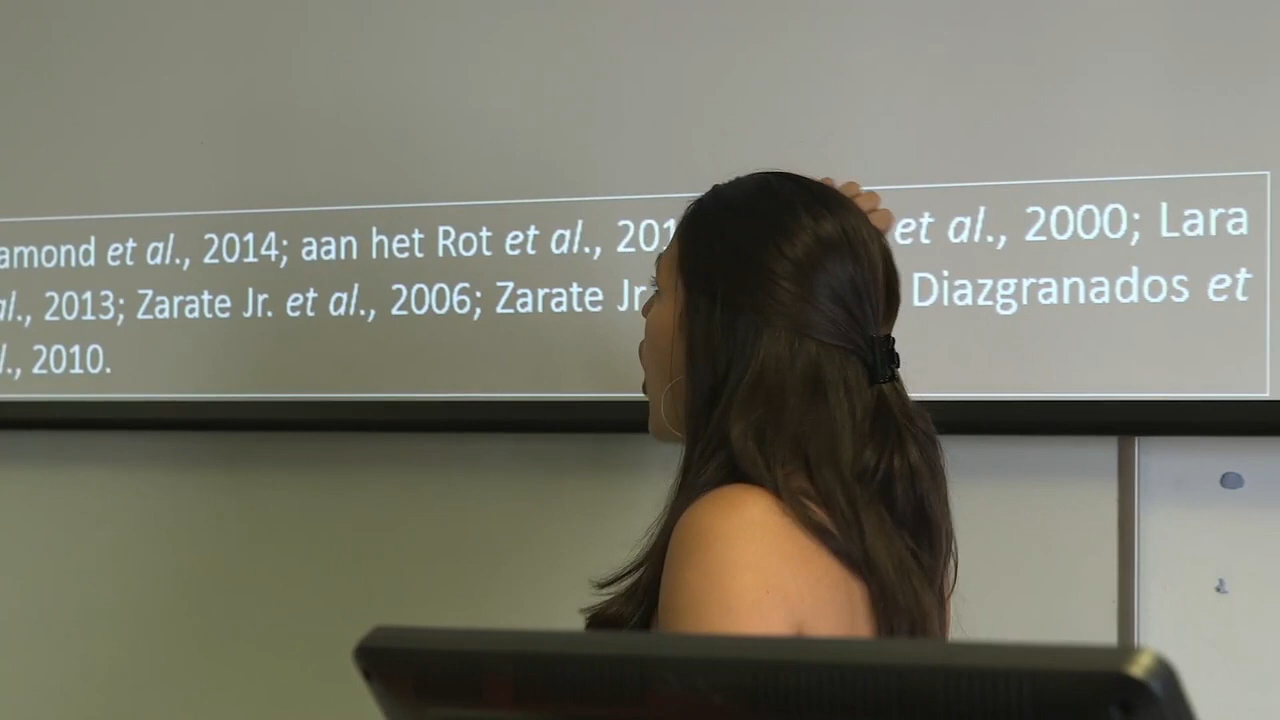 amond et al., 2014; aan het Rot et al., 201 et al., 2000; Lara
al., 2013; Zarate Jr. et al., 2006; Zarate Jr Diazgranados et
l., 2010.